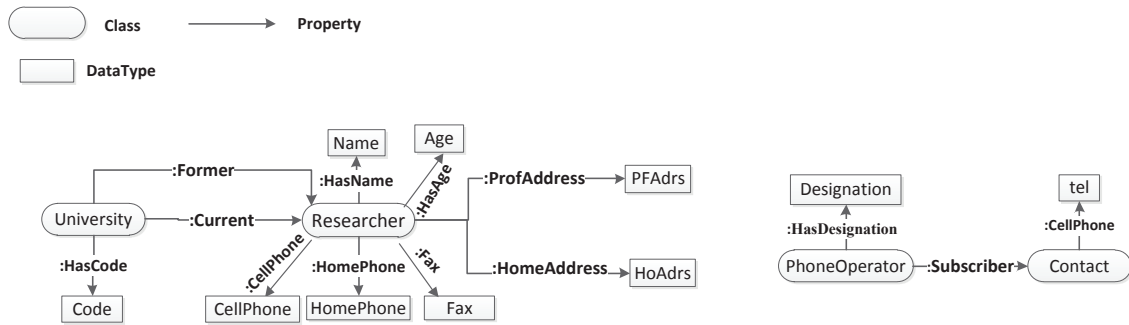 Class
Property
DataType
Name
Age
:Former
:HasName
:HasAge
:ProfAddress
PFAdrs
University
:Current
Researcher
:HasCode
:CellPhone
:HomePhone
:Fax
:HomeAddress
HoAdrs
Code
CellPhone
HomePhone
Fax
Designation
tel
:HasDesignation
:CellPhone
PhoneOperator
:Subscriber
Contact